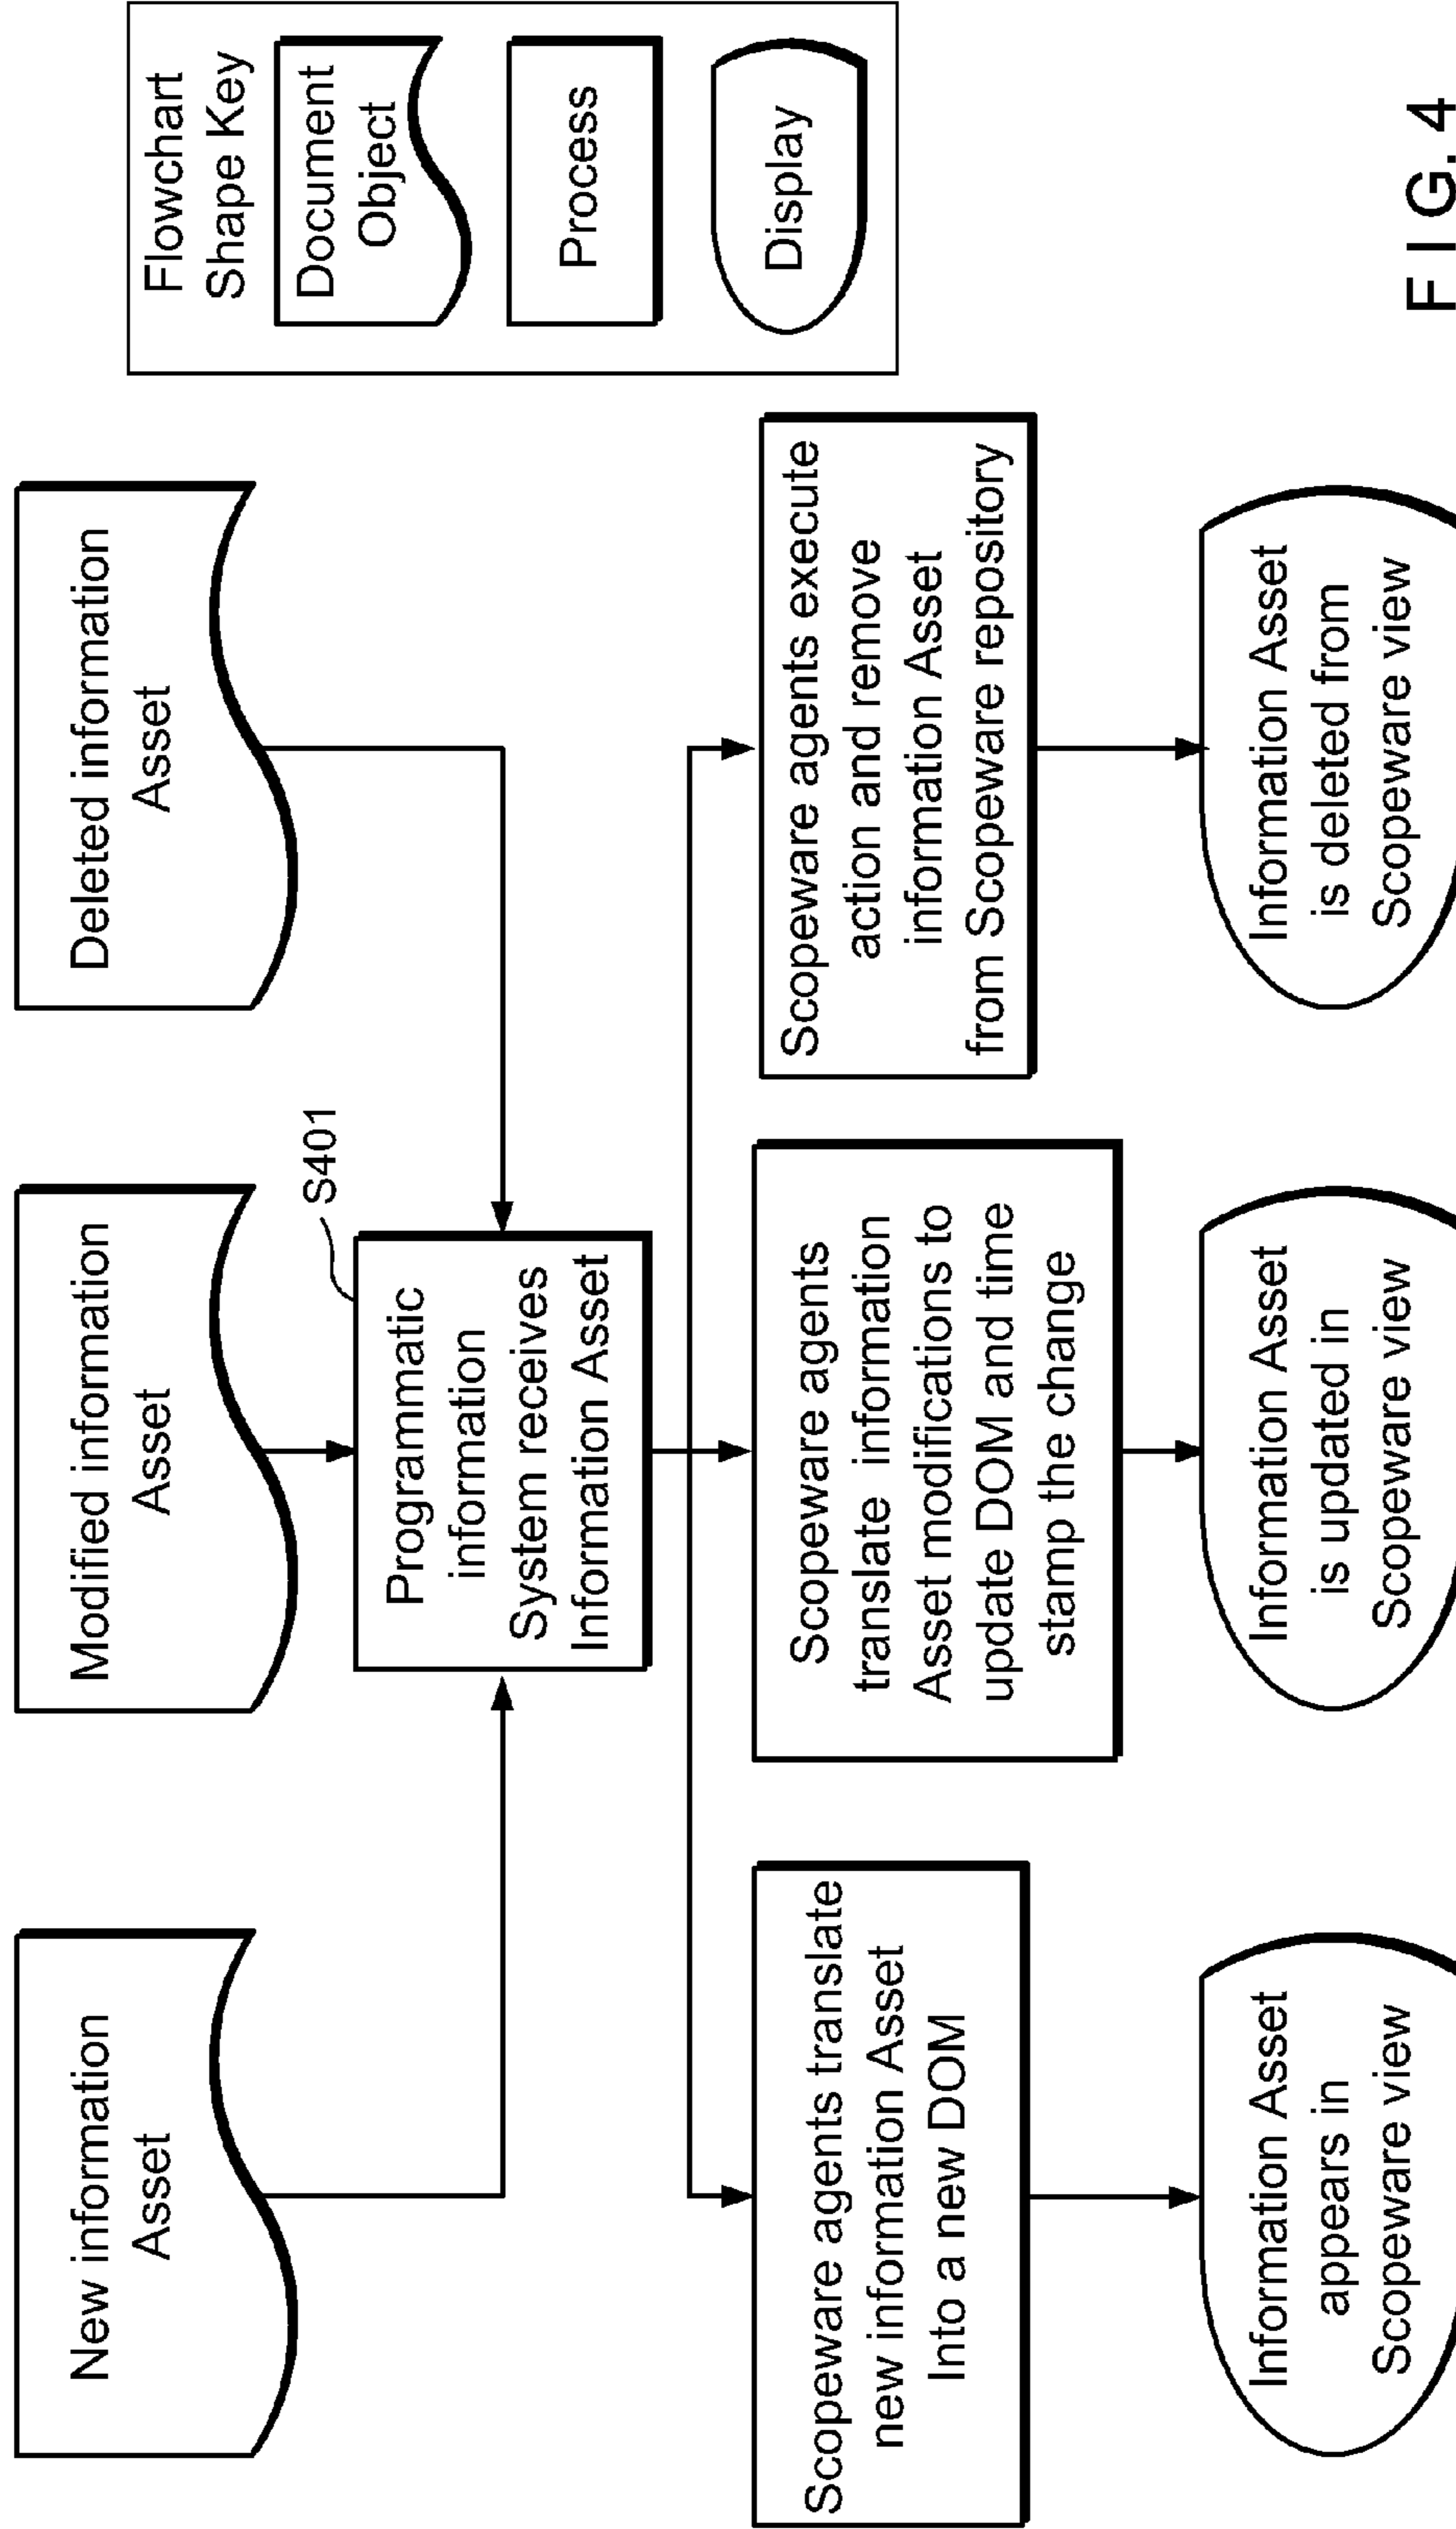 New information
Asset
Modified information
Asset
Deleted information
Asset
Flowchart
Shape Key
Document
Object
Process
Display
S401
Programmatic
information
System receives
Information Asset
Scopeware agents translate
new information Asset
Into a new DOM
Scopeware agents
translate information
Asset modifications to
update DOM and time
stamp the change
Scopeware agents execute
action and remove
information Asset
from Scopeware repository
Information Asset
appears in
Scopeware view
Information Asset
is updated in
Scopeware view
Information Asset
is deleted from
Scopeware view
F I G. 4